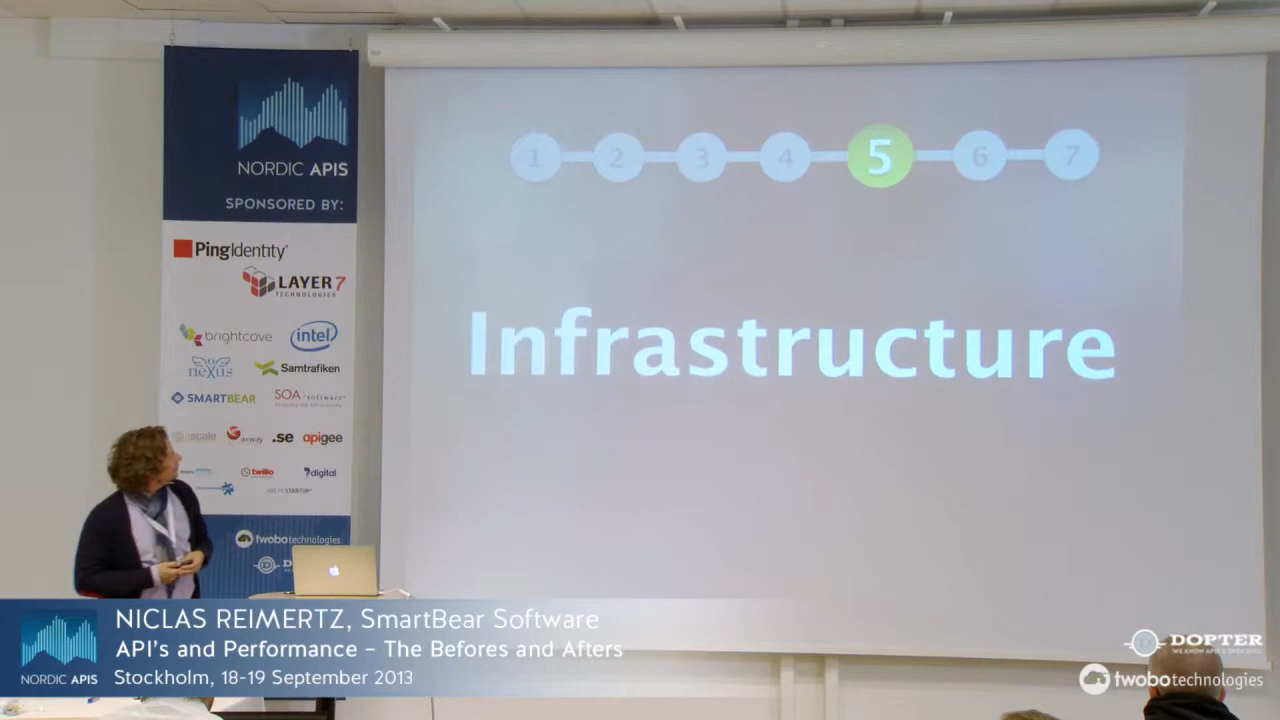 NORDIC APIS
SPONSORED BY:
PingIdentity
LAYER 7
TECHNOLOGIES
brightcove
intel
nexus
Samtrafiken
SMARTBEAR
SOA software
.se
apigee
twilio
digital
twobotechnologies
1 2 3 4 5 6 7
Infrastructure
NICLAS REIMERTZ, SmartBear Software
API's and Performance – The Befores and Afters
Stockholm, 18-19 September 2013
NORDIC APIS
DOPTER
twobotechnologies